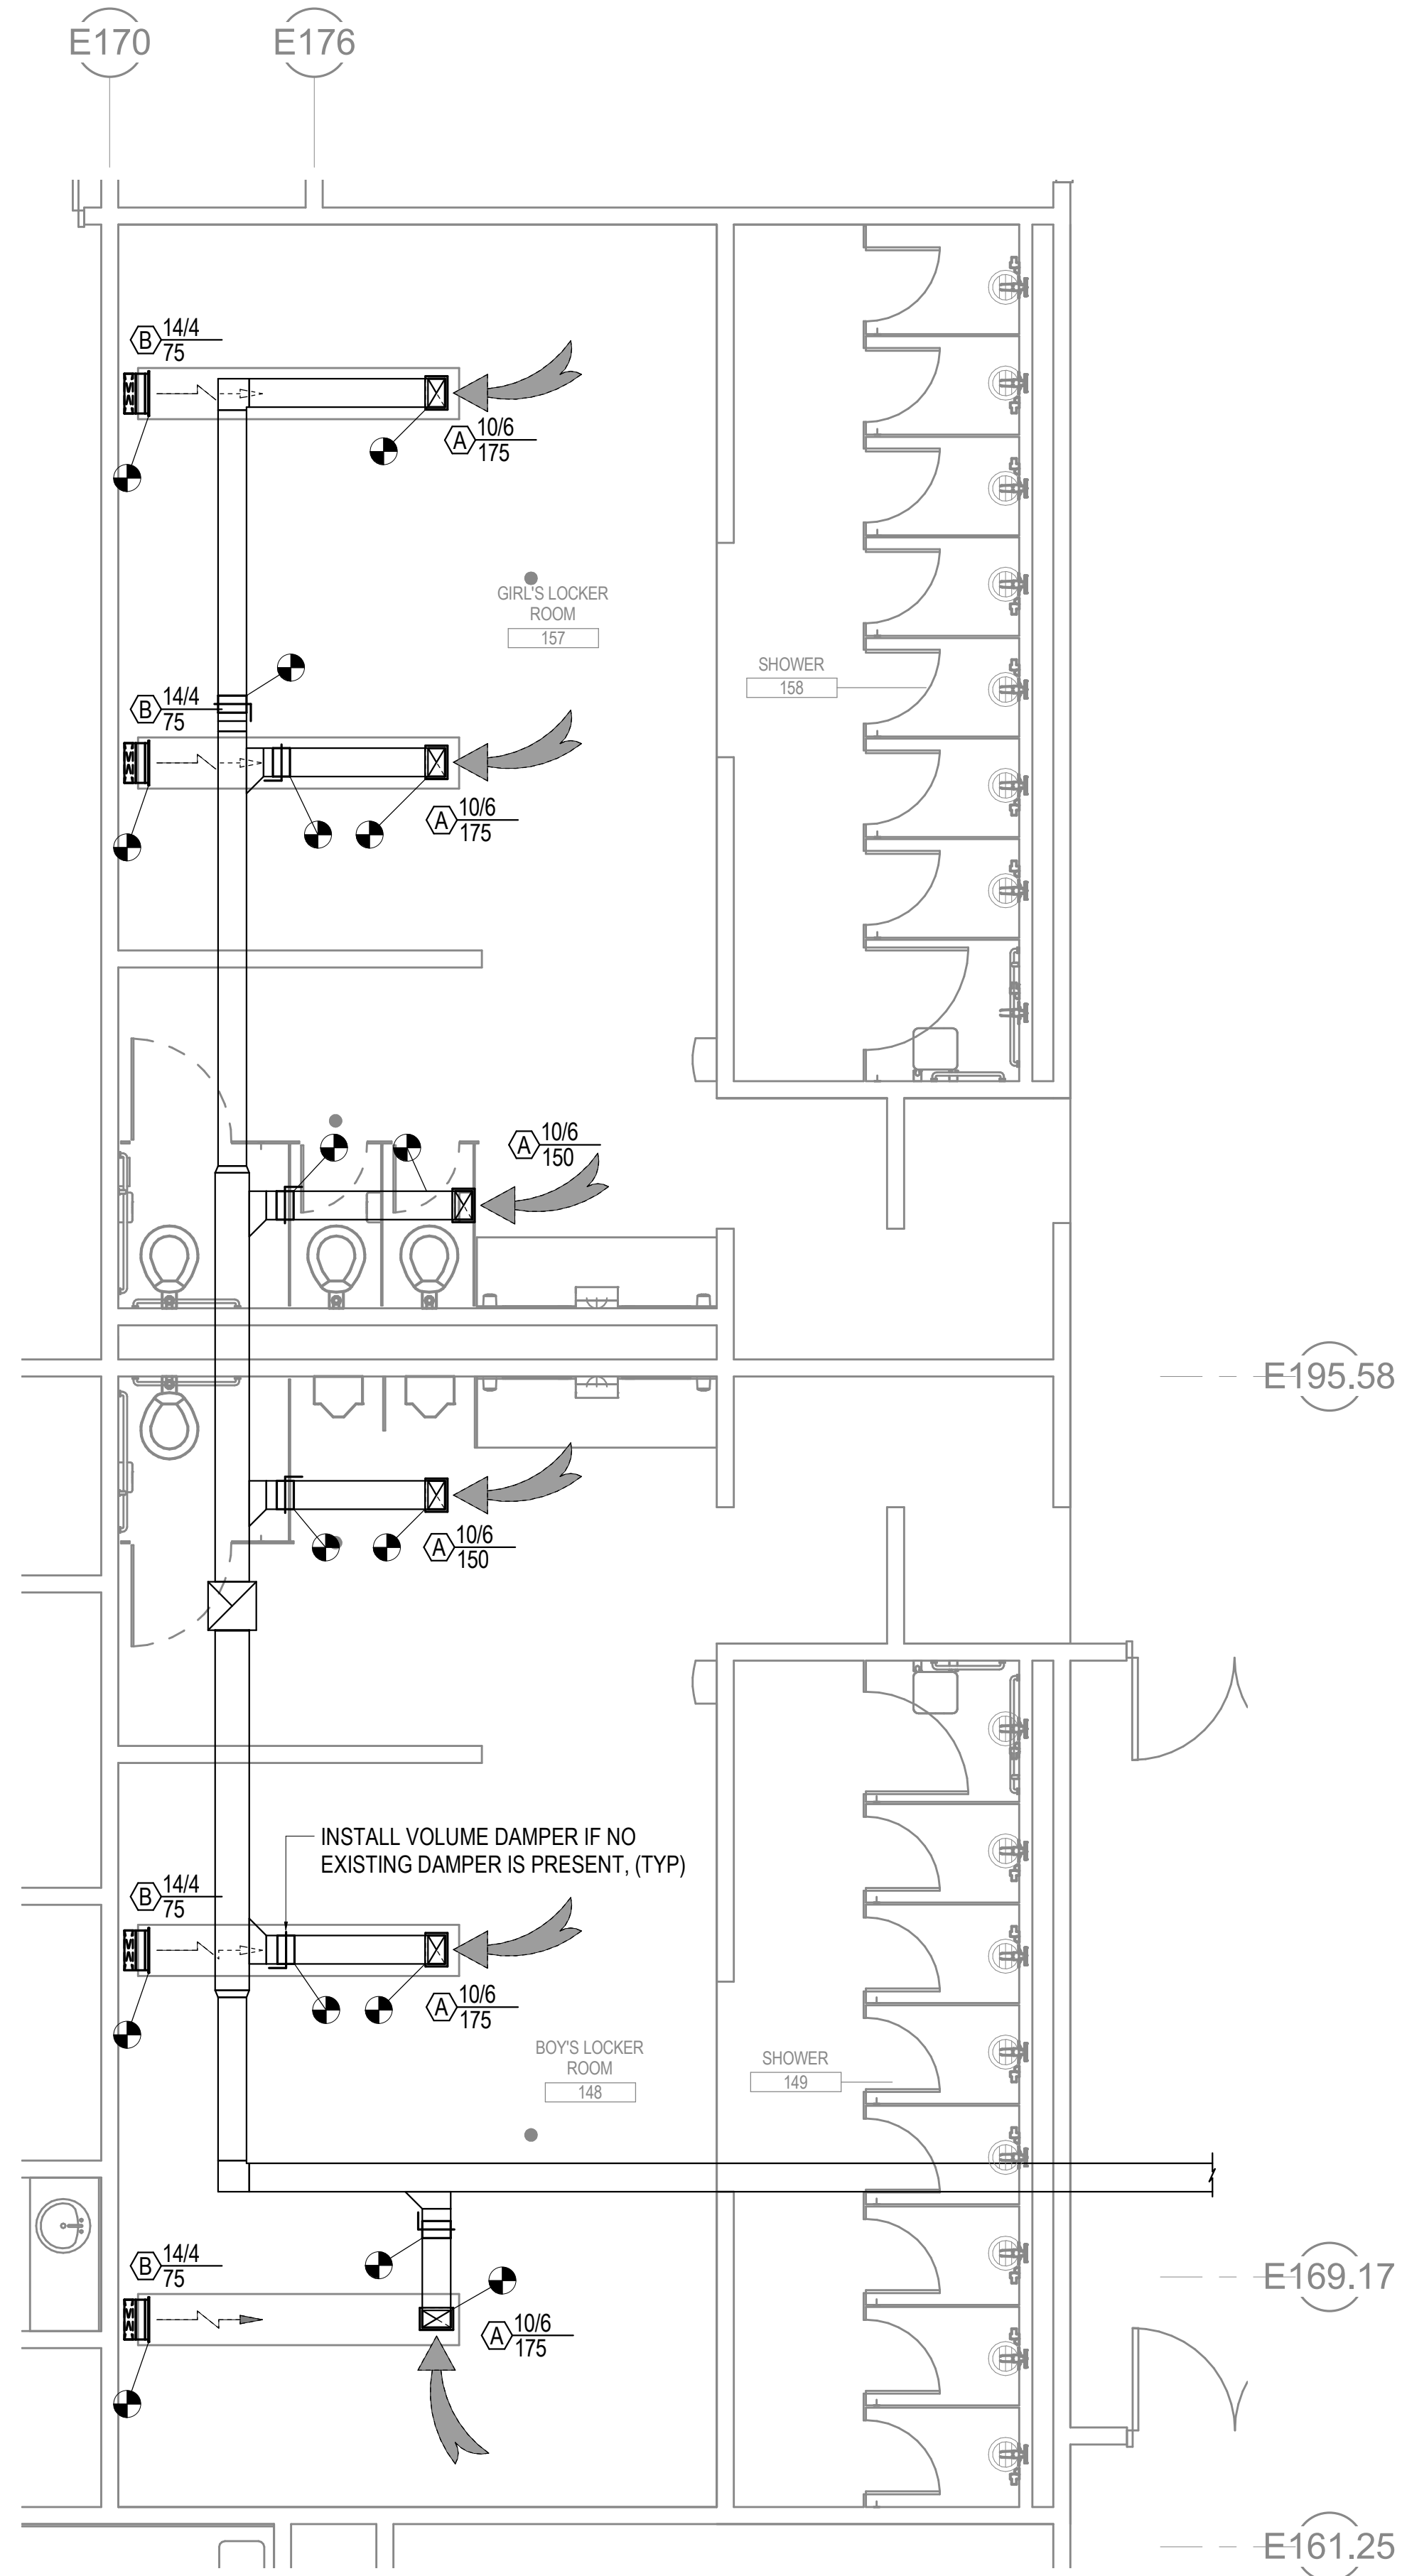 E170
E176
B 14/4
75
A 10/6
175
GIRL'S LOCKER
ROOM
157
SHOWER
158
B 14/4
75
A 10/6
175
A 10/6
150
E195.58
A 10/6
150
INSTALL VOLUME DAMPER IF NO
EXISTING DAMPER IS PRESENT, (TYP)
B 14/4
75
A 10/6
175
BOY'S LOCKER
ROOM
148
SHOWER
149
B 14/4
75
E169.17
A 10/6
175
E161.25